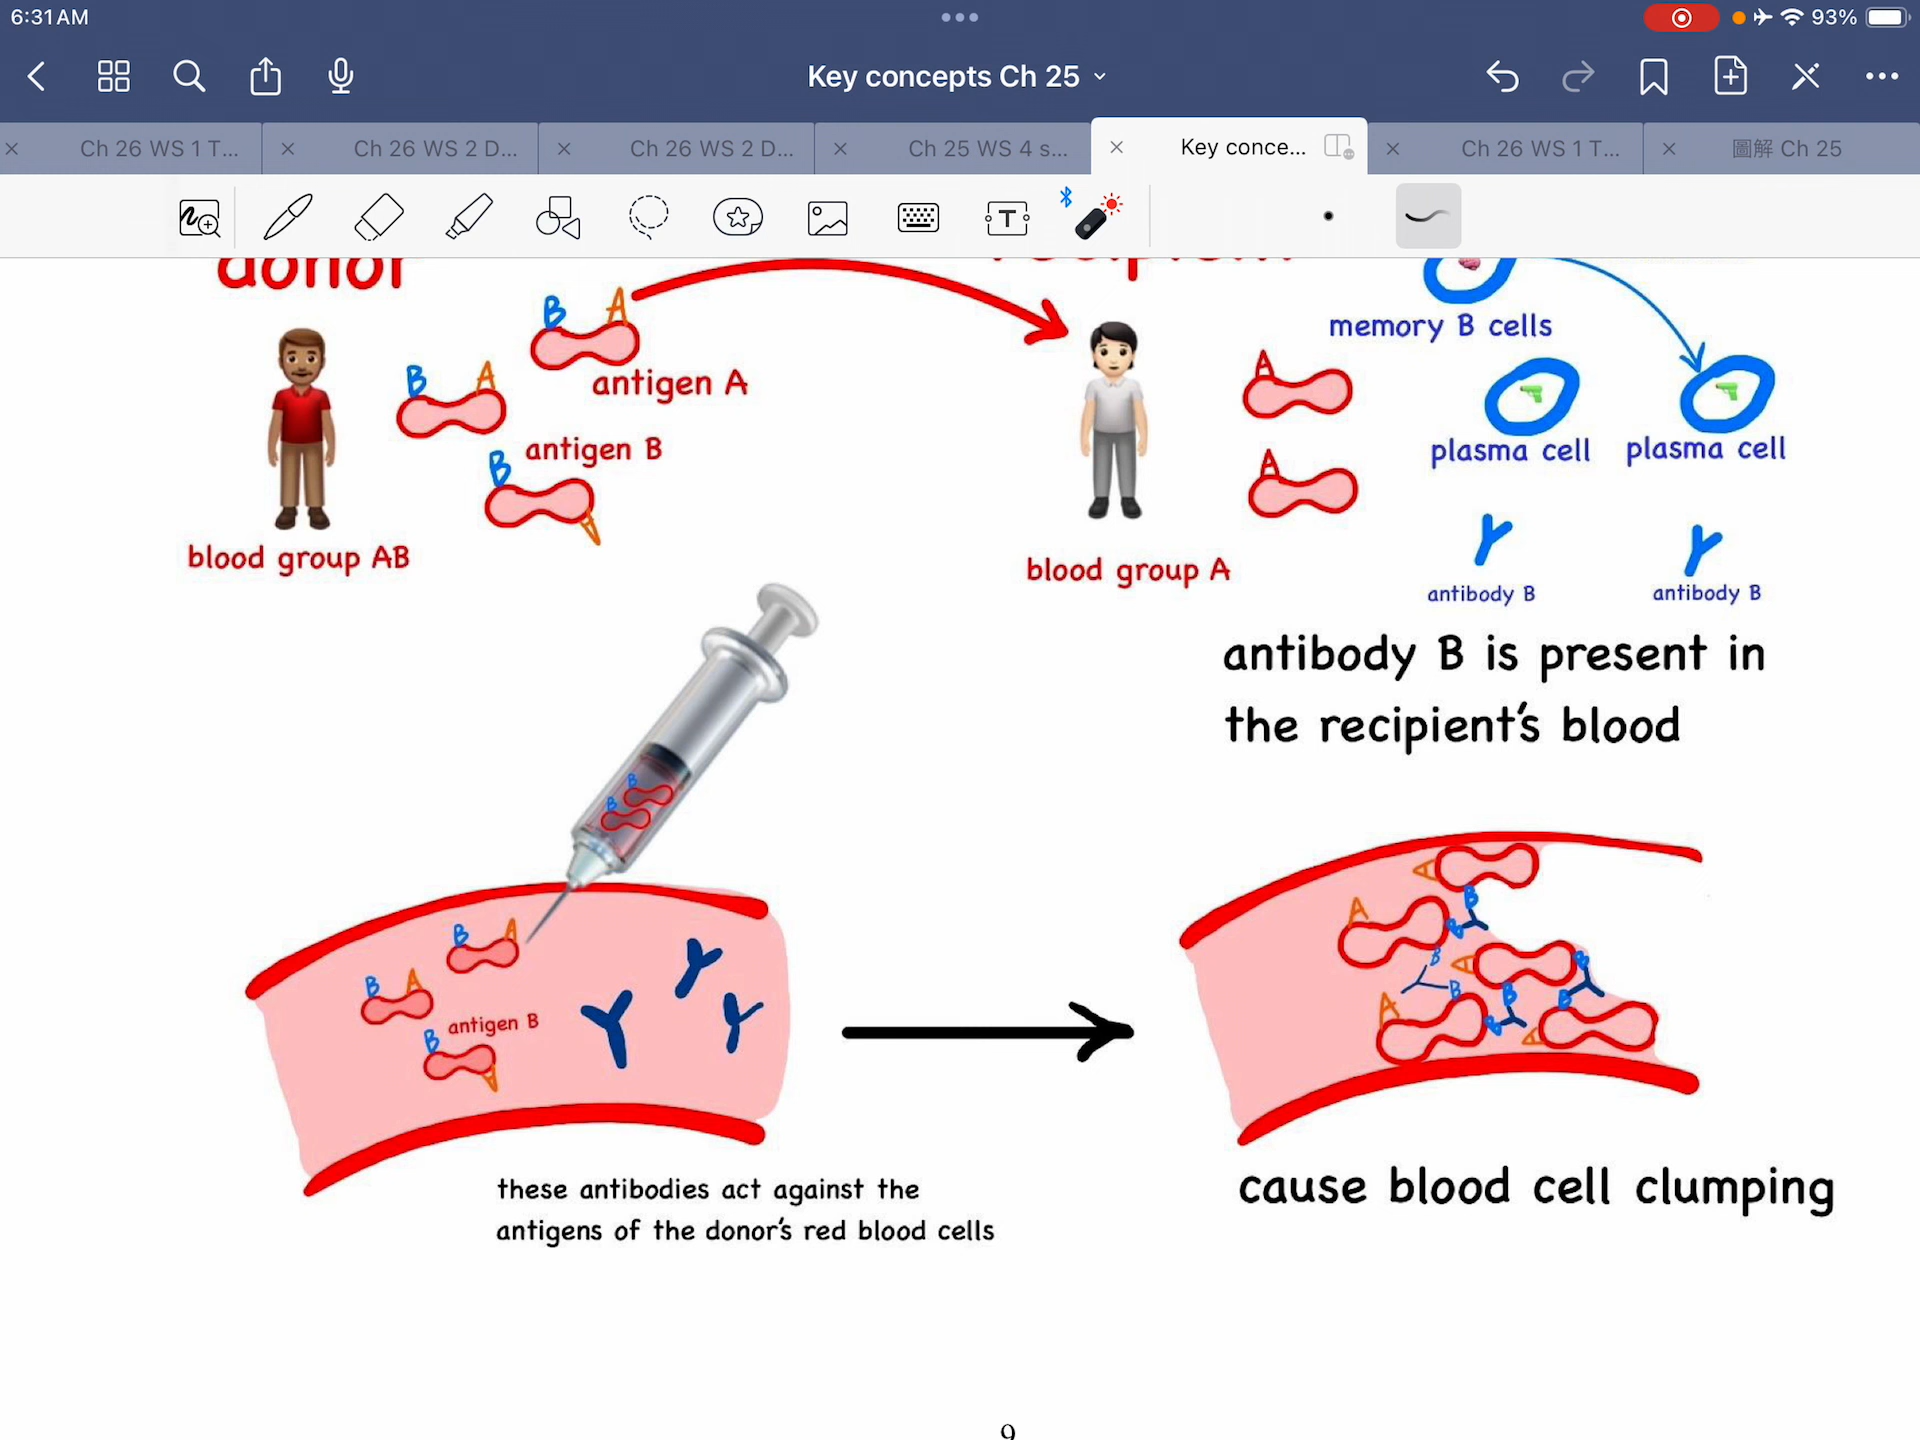 6:31AM
93%
Key concepts Ch 25
Ch 26 WS 1 T...
Ch 26 WS 2 D...
Ch 26 WS 2 D...
Ch 25 WS 4 s...
Key conce...
Ch 26 WS 1 T...
圖解 Ch 25
T
donor
recipient
B A
antigen A
B A
antigen B
B
blood group AB
A
A
blood group A
memory B cells
plasma cell
plasma cell
antibody B
antibody B
antibody B is present in
the recipient's blood
B
B
B A
B A
antigen B
B
these antibodies act against the
antigens of the donor's red blood cells
A
B
A
B
B
B
B
A
B
B
B
cause blood cell clumping
9